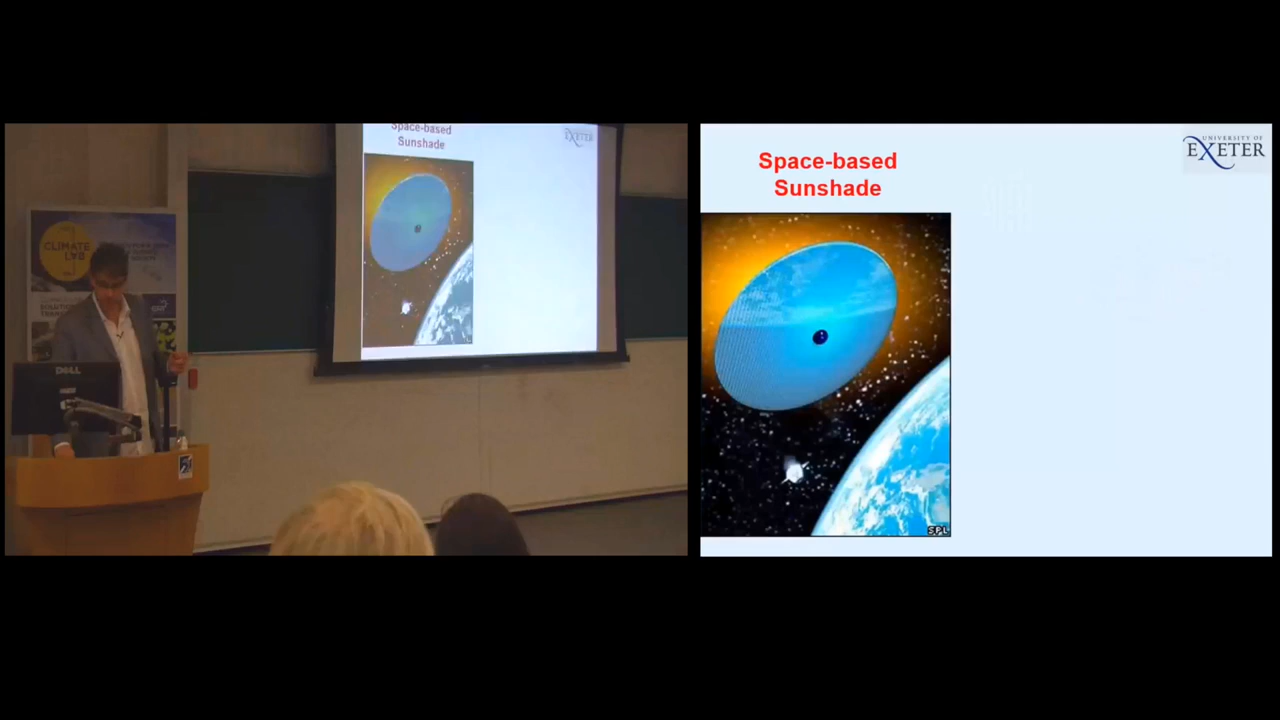 Space-based
Sunshade
EXETER
CLIMATE
LAB
DELL
Space-based
Sunshade
UNIVERSITY OF
EXETER
SPL